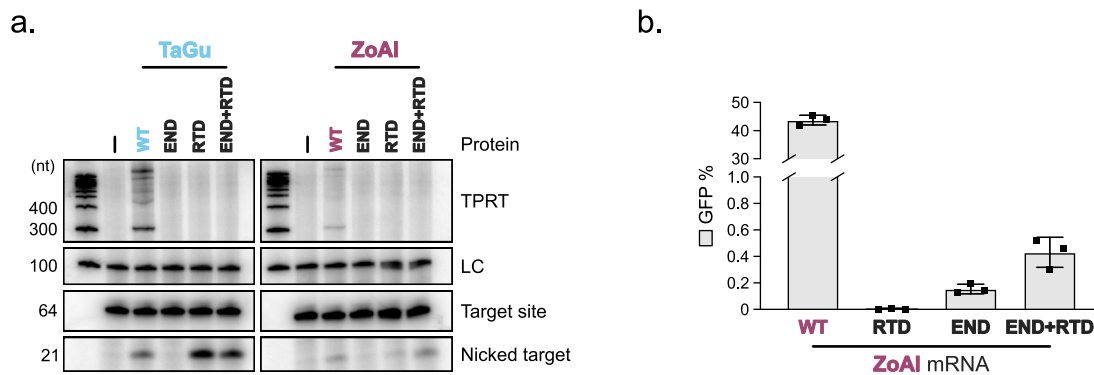 a.
TaGu
ZoAl
— WT END RTD END+RTD
— WT END RTD END+RTD
Protein
(nt)
400
300
TPRT
100
LC
64
Target site
21
Nicked target
b.
GFP %
50
40
30
1.0
0.8
0.6
0.4
0.2
0
WT RTD END END+RTD
ZoAl mRNA